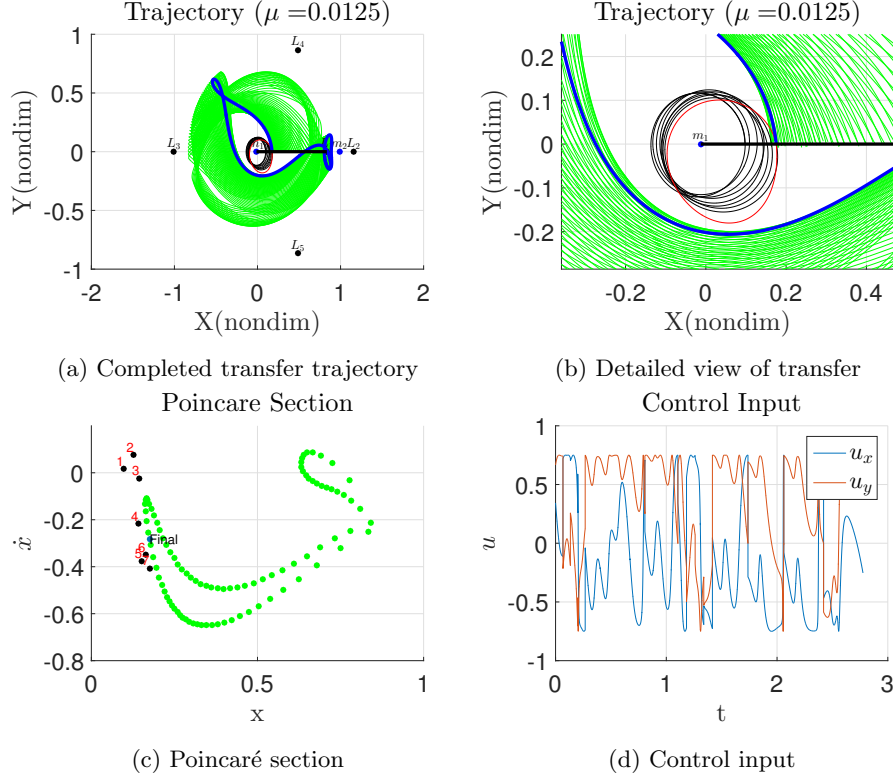 Trajectory (μ =0.0125)
1
0.5
0
-0.5
-1
Y(nondim)
L4
L3
m1
m2
L2
L5
-2
-1
0
1
2
X(nondim)
(a) Completed transfer trajectory
Trajectory (μ =0.0125)
0.2
0.1
0
-0.1
-0.2
Y(nondim)
m1
-0.2
0
0.2
0.4
X(nondim)
(b) Detailed view of transfer
Poincare Section
0
-0.2
-0.4
-0.6
-0.8
ẋ
2
1
3
4
Final
6
5
0
0.5
1
x
(c) Poincaré section
Control Input
1
0.5
0
-0.5
-1
u
u_x
u_y
0
1
2
3
t
(d) Control input